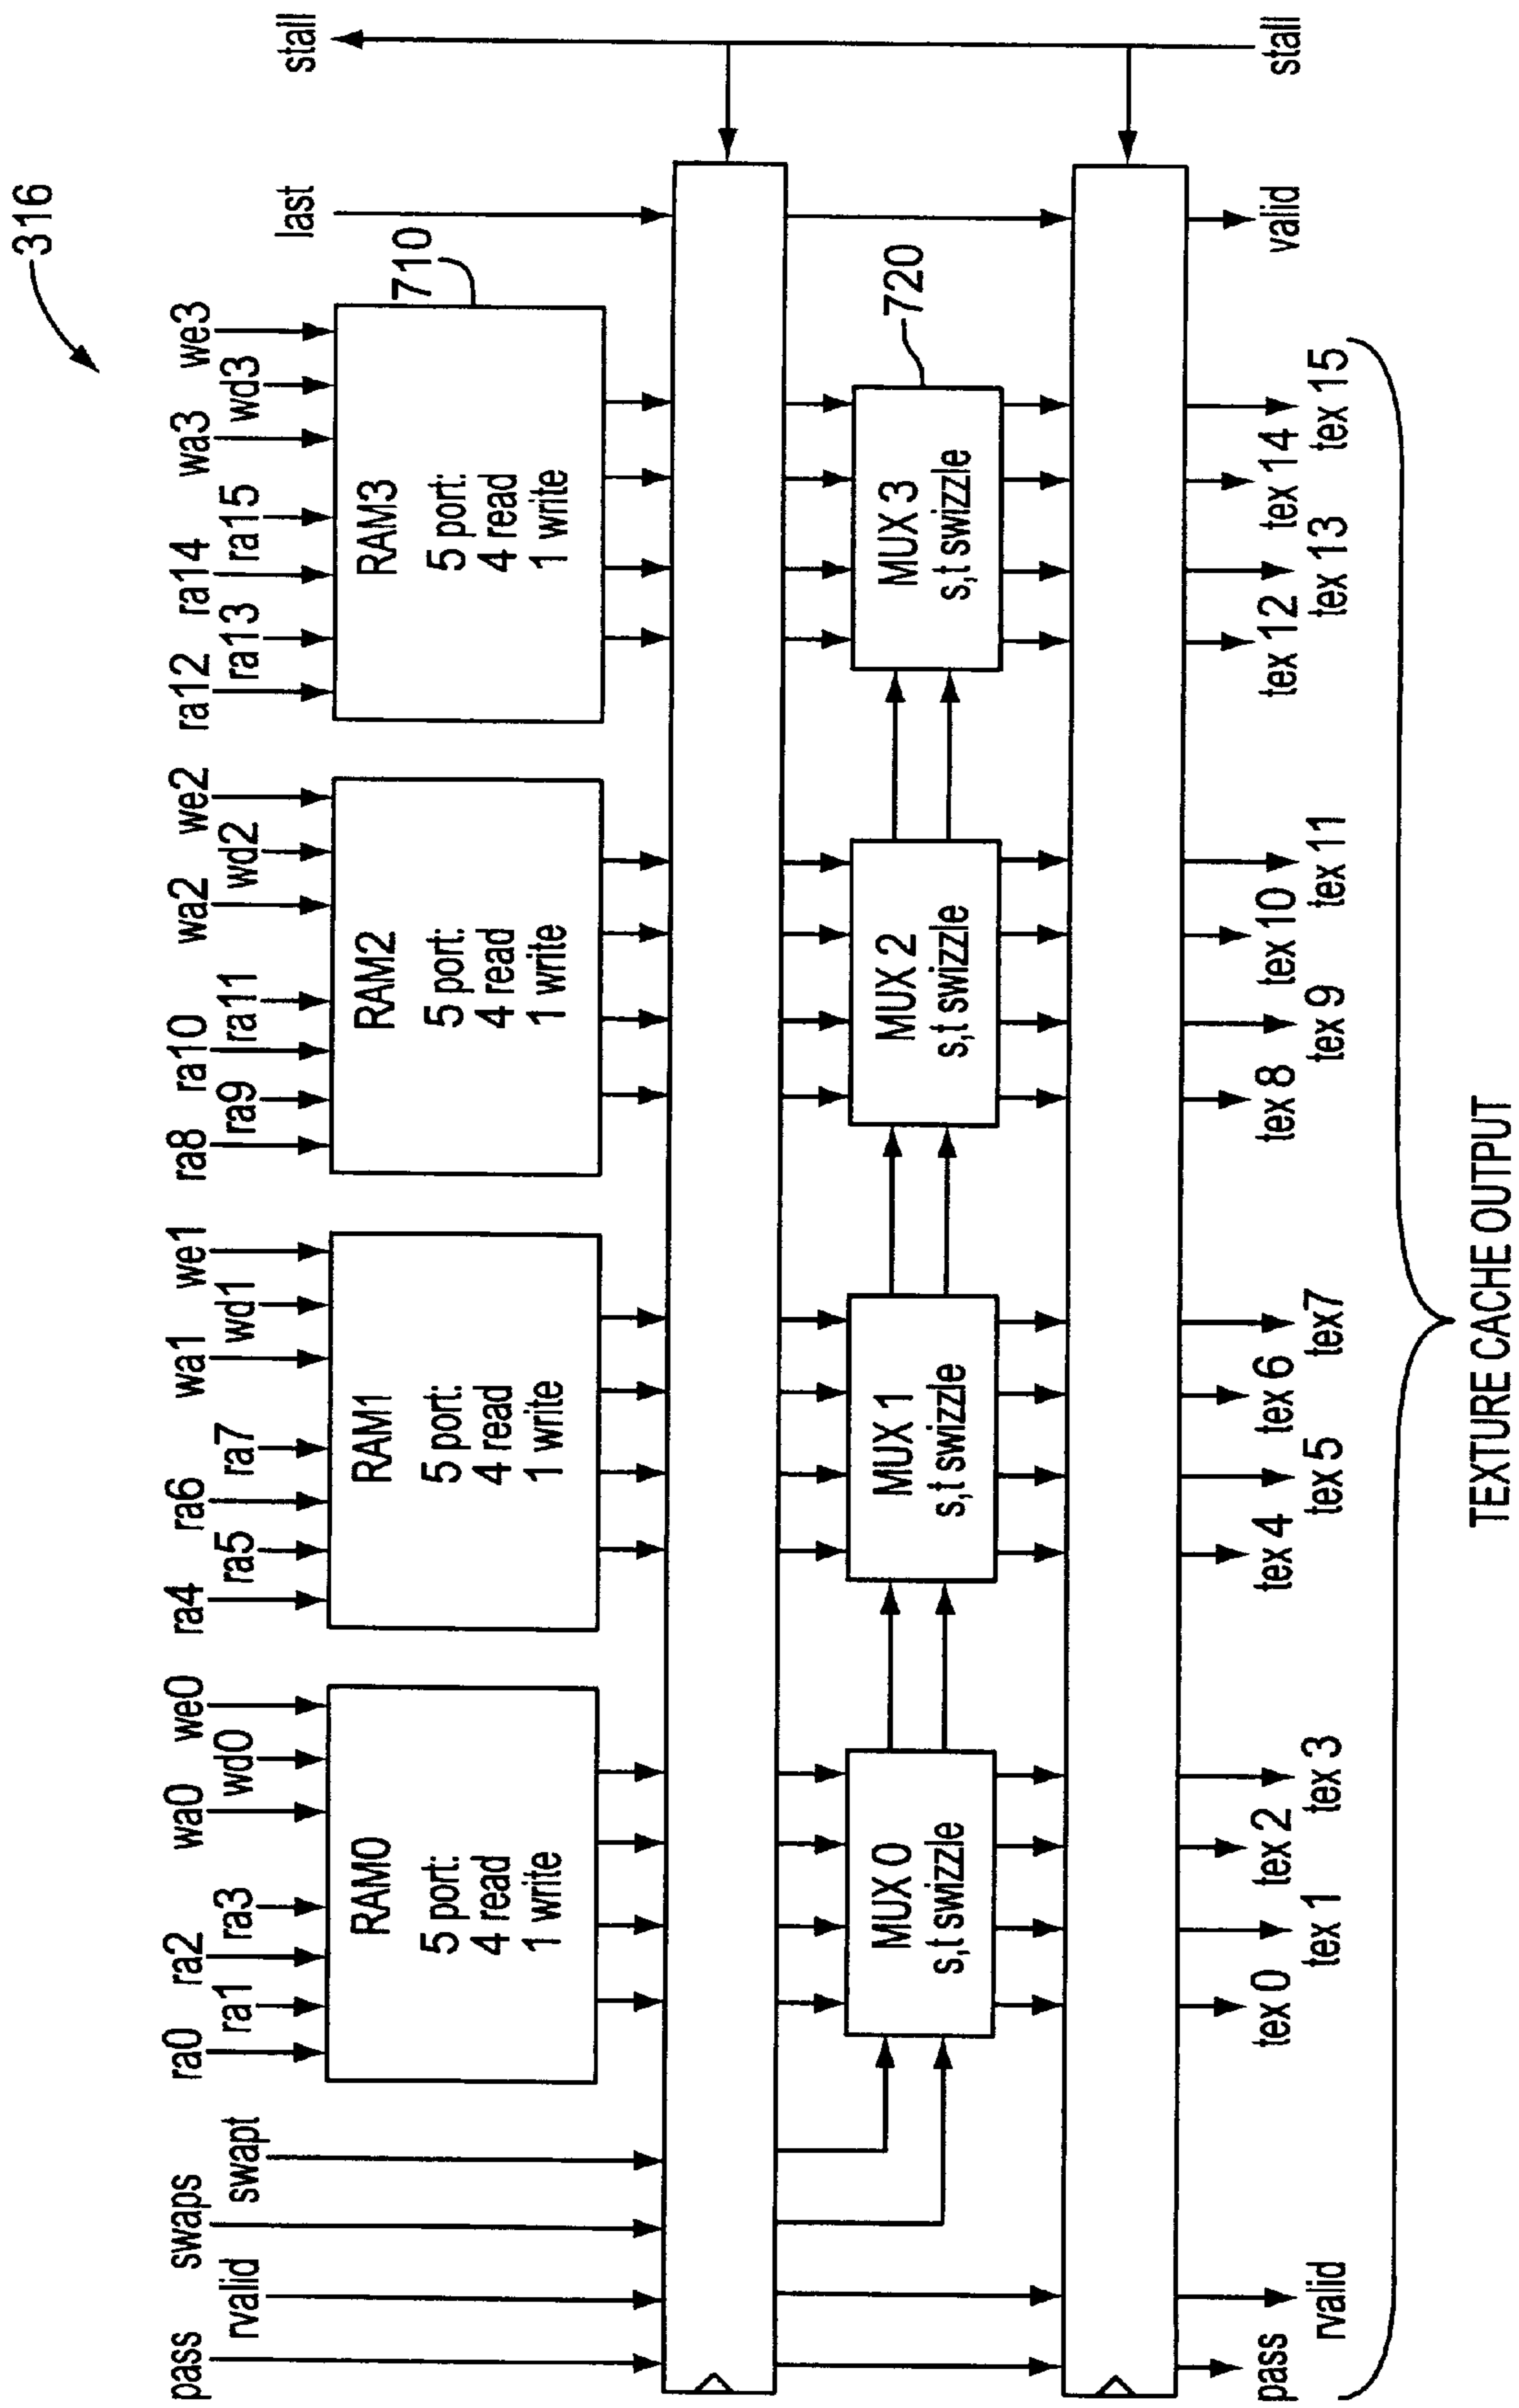 316
pass
rvalid
swaps
swapt
ra0
ra1
ra2
ra3
wa0
wd0
we0
ra4
ra5
ra6
ra7
wa1
wd1
we1
ra8
ra9
ra10
ra11
wa2
wd2
we2
ra12
ra13
ra14
ra15
wa3
wd3
we3
last
stall
RAM0
5 port:
4 read
1 write
RAM1
5 port:
4 read
1 write
RAM2
5 port:
4 read
1 write
RAM3
5 port:
4 read
1 write
710
MUX 0
s,t swizzle
MUX 1
s,t swizzle
MUX 2
s,t swizzle
MUX 3
s,t swizzle
720
pass
rvalid
tex 0
tex 1
tex 2
tex 3
tex 4
tex 5
tex 6
tex7
tex 8
tex 9
tex 10
tex 11
tex 12
tex 13
tex 14
tex 15
valid
stall
TEXTURE CACHE OUTPUT